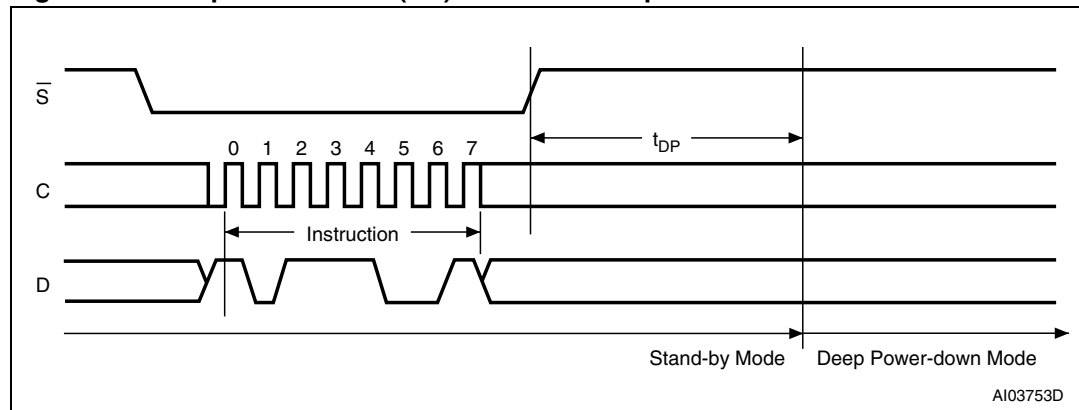 S
0 1 2 3 4 5 6 7
tDP
C
Instruction
D
Stand-by Mode Deep Power-down Mode
AI03753D